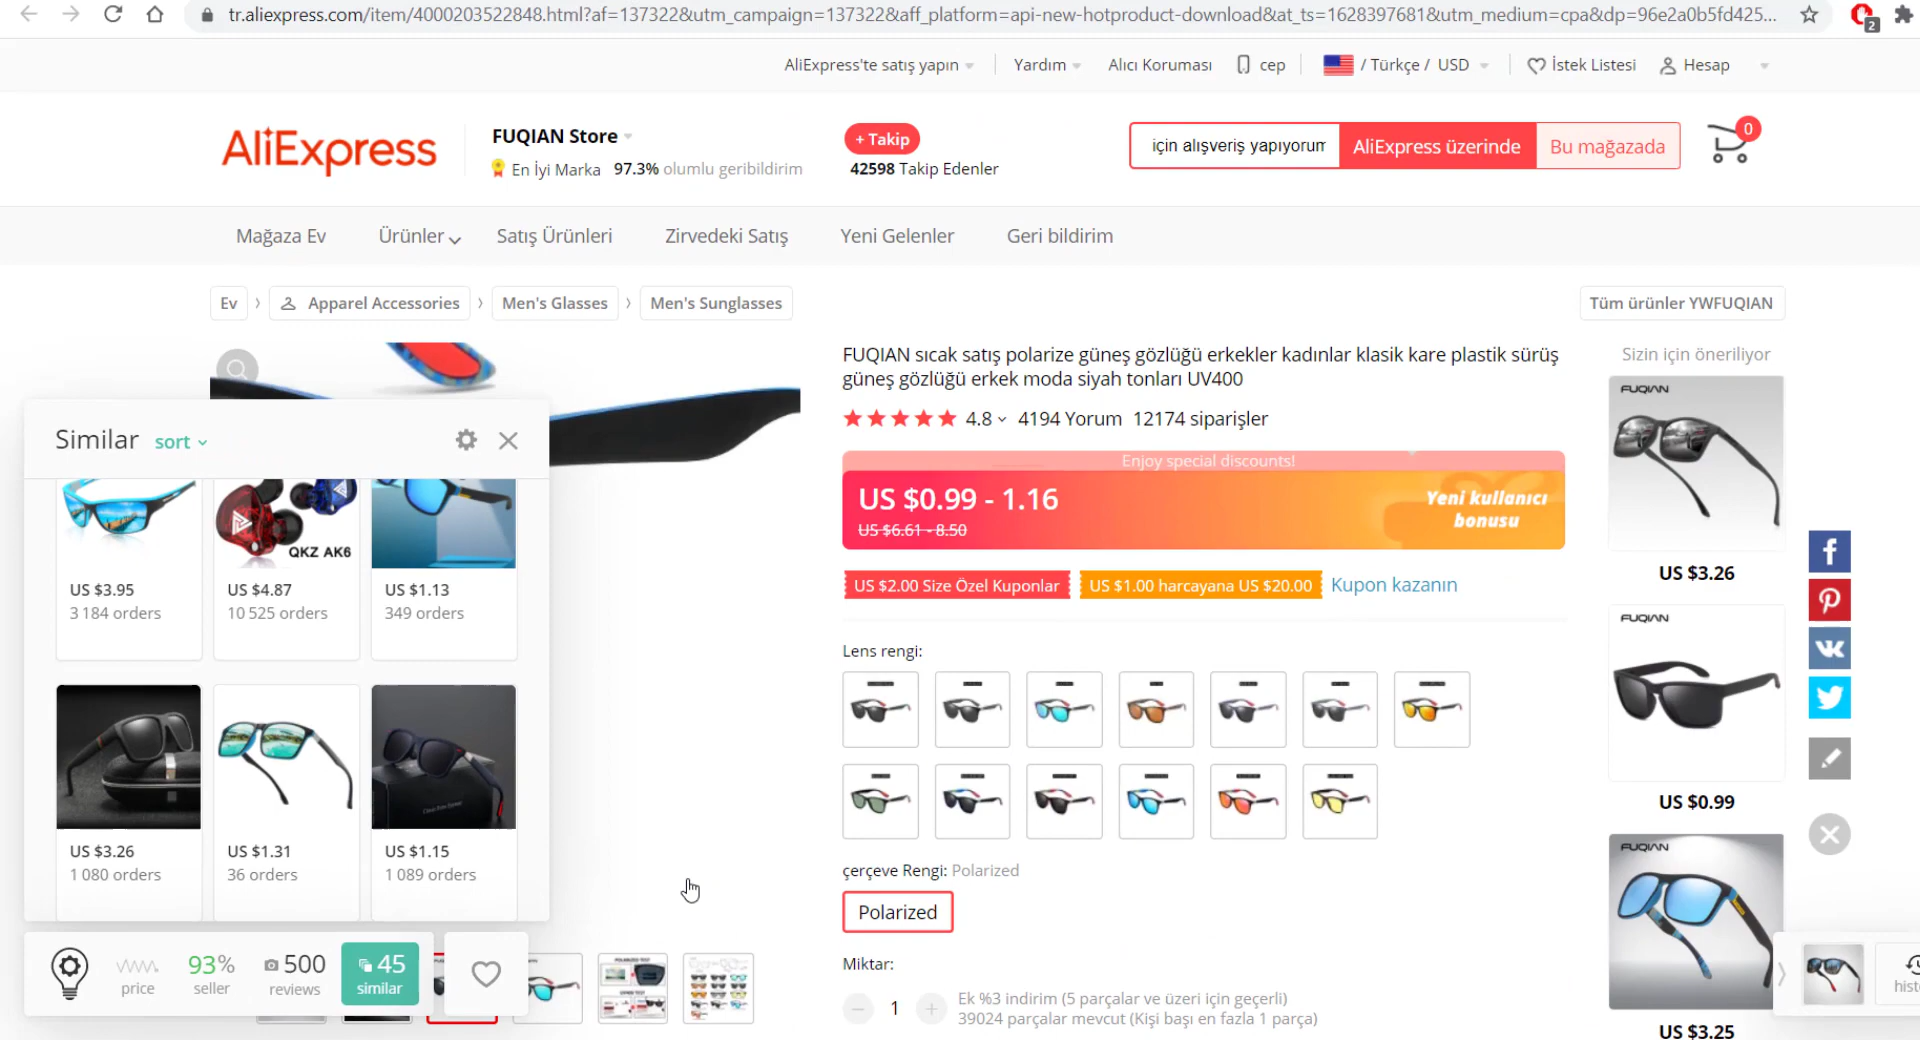 tr.aliexpress.com/item/4000203522848.html?af=137322&utm_campaign=137322&aff_platform=api-new-hotproduct-download&at_ts=1628397681&utm_medium=cpa&dp=96e2a0b5fd425...
2
AliExpress'te satış yapın
Yardım
Alıcı Koruması
cep
/ Türkçe / USD
İstek Listesi
Hesap
AliExpress
FUQIAN Store
En İyi Marka 97.3% olumlu geribildirim
+ Takip
42598 Takip Edenler
için alışveriş yapıyorum
AliExpress üzerinde
Bu mağazada
0
Mağaza Ev
Ürünler
Satış Ürünleri
Zirvedeki Satış
Yeni Gelenler
Geri bildirim
Ev
Apparel Accessories
Men's Glasses
Men's Sunglasses
Tüm ürünler YWFUQIAN
FUQIAN sıcak satış polarize güneş gözlüğü erkekler kadınlar klasik kare plastik sürüş
güneş gözlüğü erkek moda siyah tonları UV400
4.8 4194 Yorum 12174 siparişler
Enjoy special discounts!
US $0.99 - 1.16
US $6.61 - 8.50
Yeni kullanıcı
bonusu
US $2.00 Size Özel Kuponlar
US $1.00 harcayana US $20.00
Kupon kazanın
Lens rengi:
çerçeve Rengi: Polarized
Polarized
Miktar:
1
Ek %3 indirim (5 parçalar ve üzeri için geçerli)
39024 parçalar mevcut (Kişi başı en fazla 1 parça)
Sizin için öneriliyor
FUQIAN
US $3.26
FUQIAN
US $0.99
FUQIAN
US $3.25
Similar sort
QKZ AK6
US $3.95
3 184 orders
US $4.87
10 525 orders
US $1.13
349 orders
US $3.26
1 080 orders
US $1.31
36 orders
US $1.15
1 089 orders
price
93%
seller
500
reviews
45
similar
POLARIZED TEST
hist